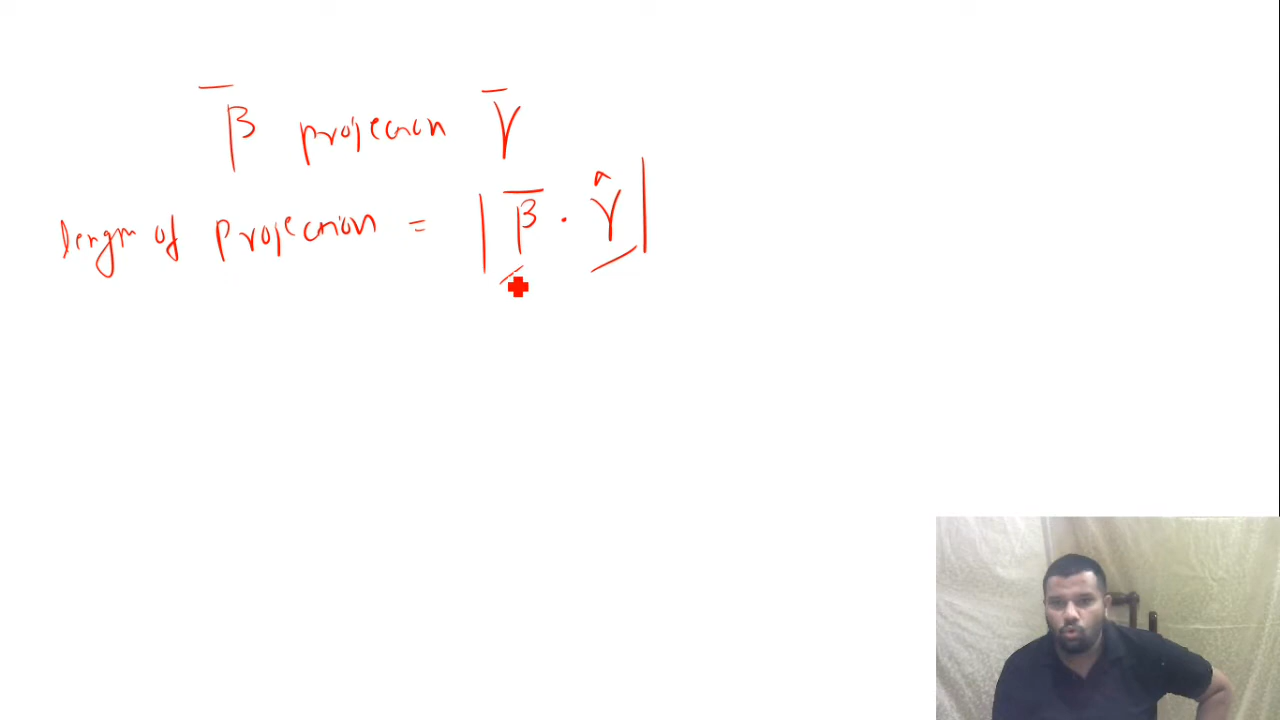 β̅ projection γ̅
length of projection = | β̅ · γ̂ |